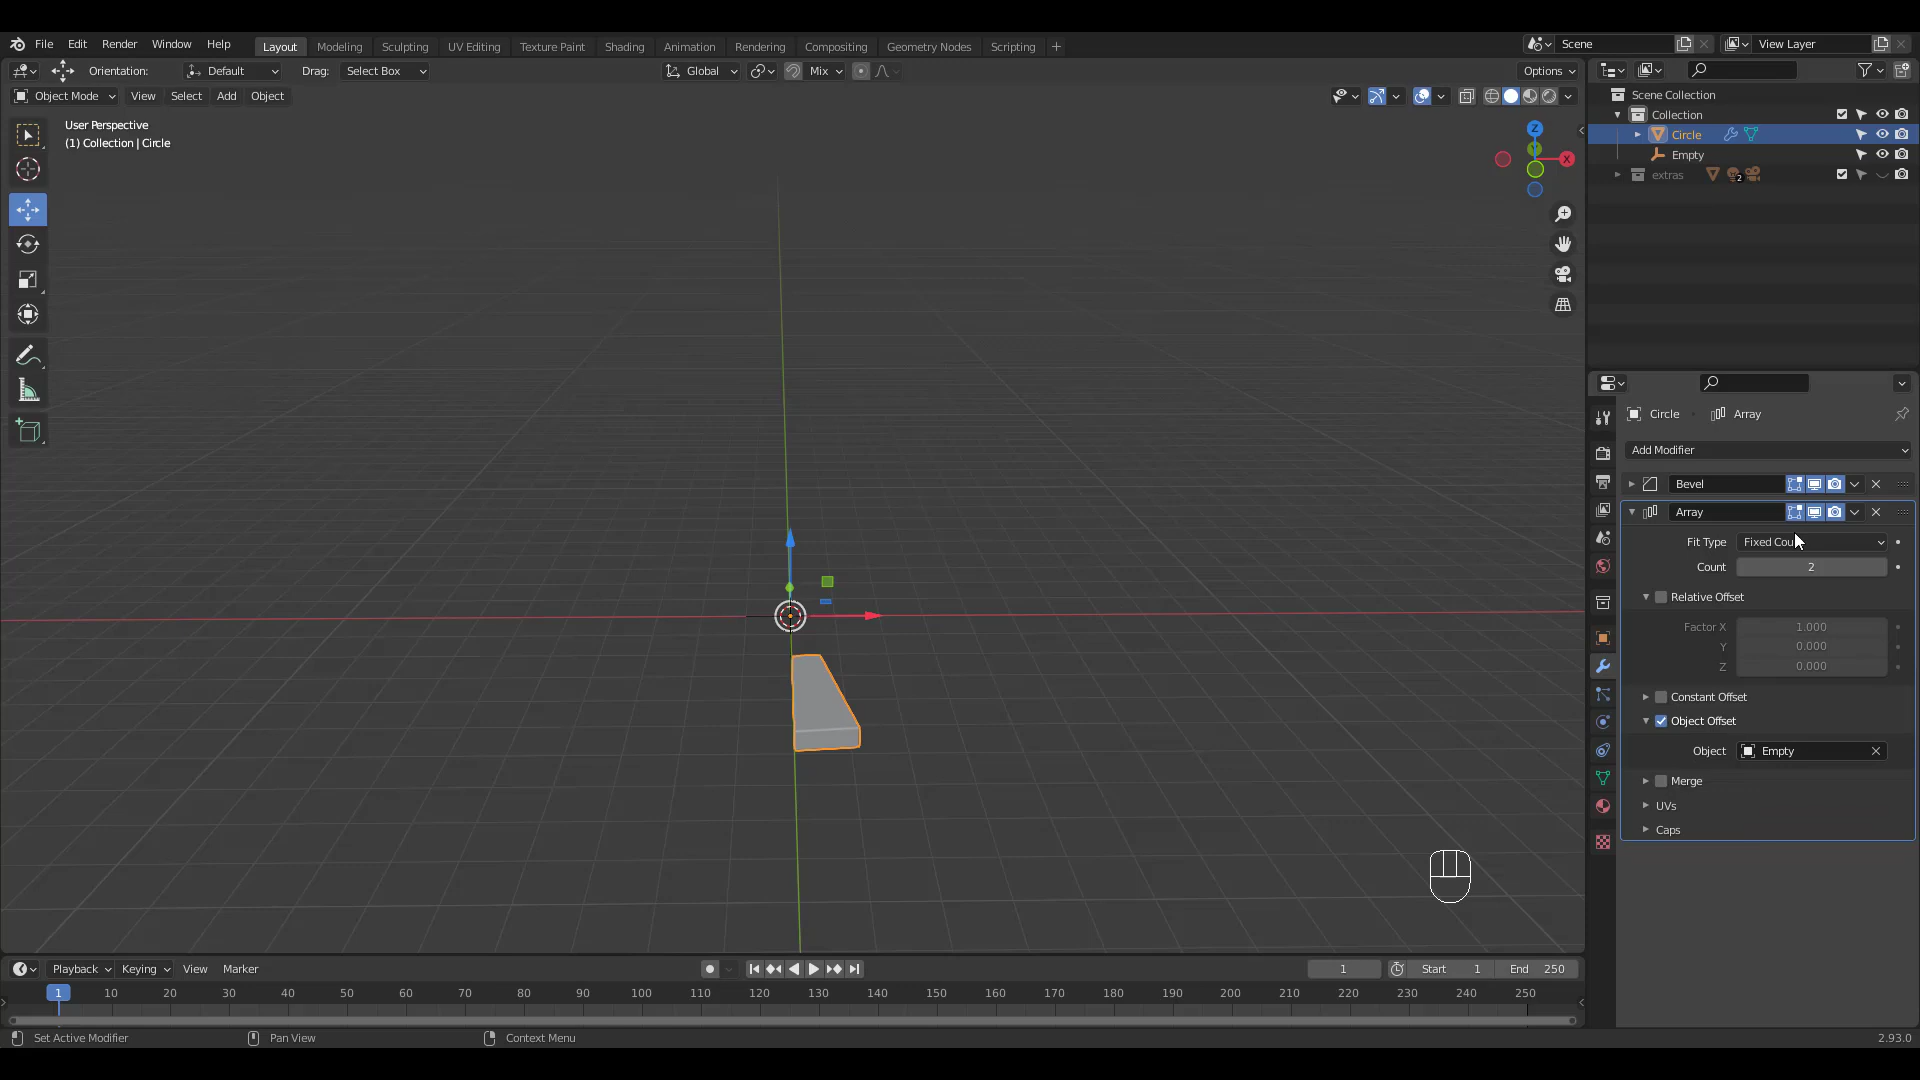 File Edit Render Window Help Layout Modeling Sculpting UV Editing Texture Paint Shading Animation Rendering Compositing Geometry Nodes Scripting + Scene View Layer
Orientation: Default Drag: Select Box Global Mix Options
Object Mode View Select Add Object
User Perspective
(1) Collection | Circle
Z
X
Scene Collection
Collection
Circle
Empty
extras 2
Circle Array
Add Modifier
Bevel
Array
Fit Type Fixed Cou
Count 2
Relative Offset
Factor X 1.000
Y 0.000
Z 0.000
Constant Offset
Object Offset
Object Empty
Merge
UVs
Caps
Playback Keying View Marker 1 Start 1 End 250
1 10 20 30 40 50 60 70 80 90 100 110 120 130 140 150 160 170 180 190 200 210 220 230 240 250
Set Active Modifier Pan View Context Menu 2.93.0